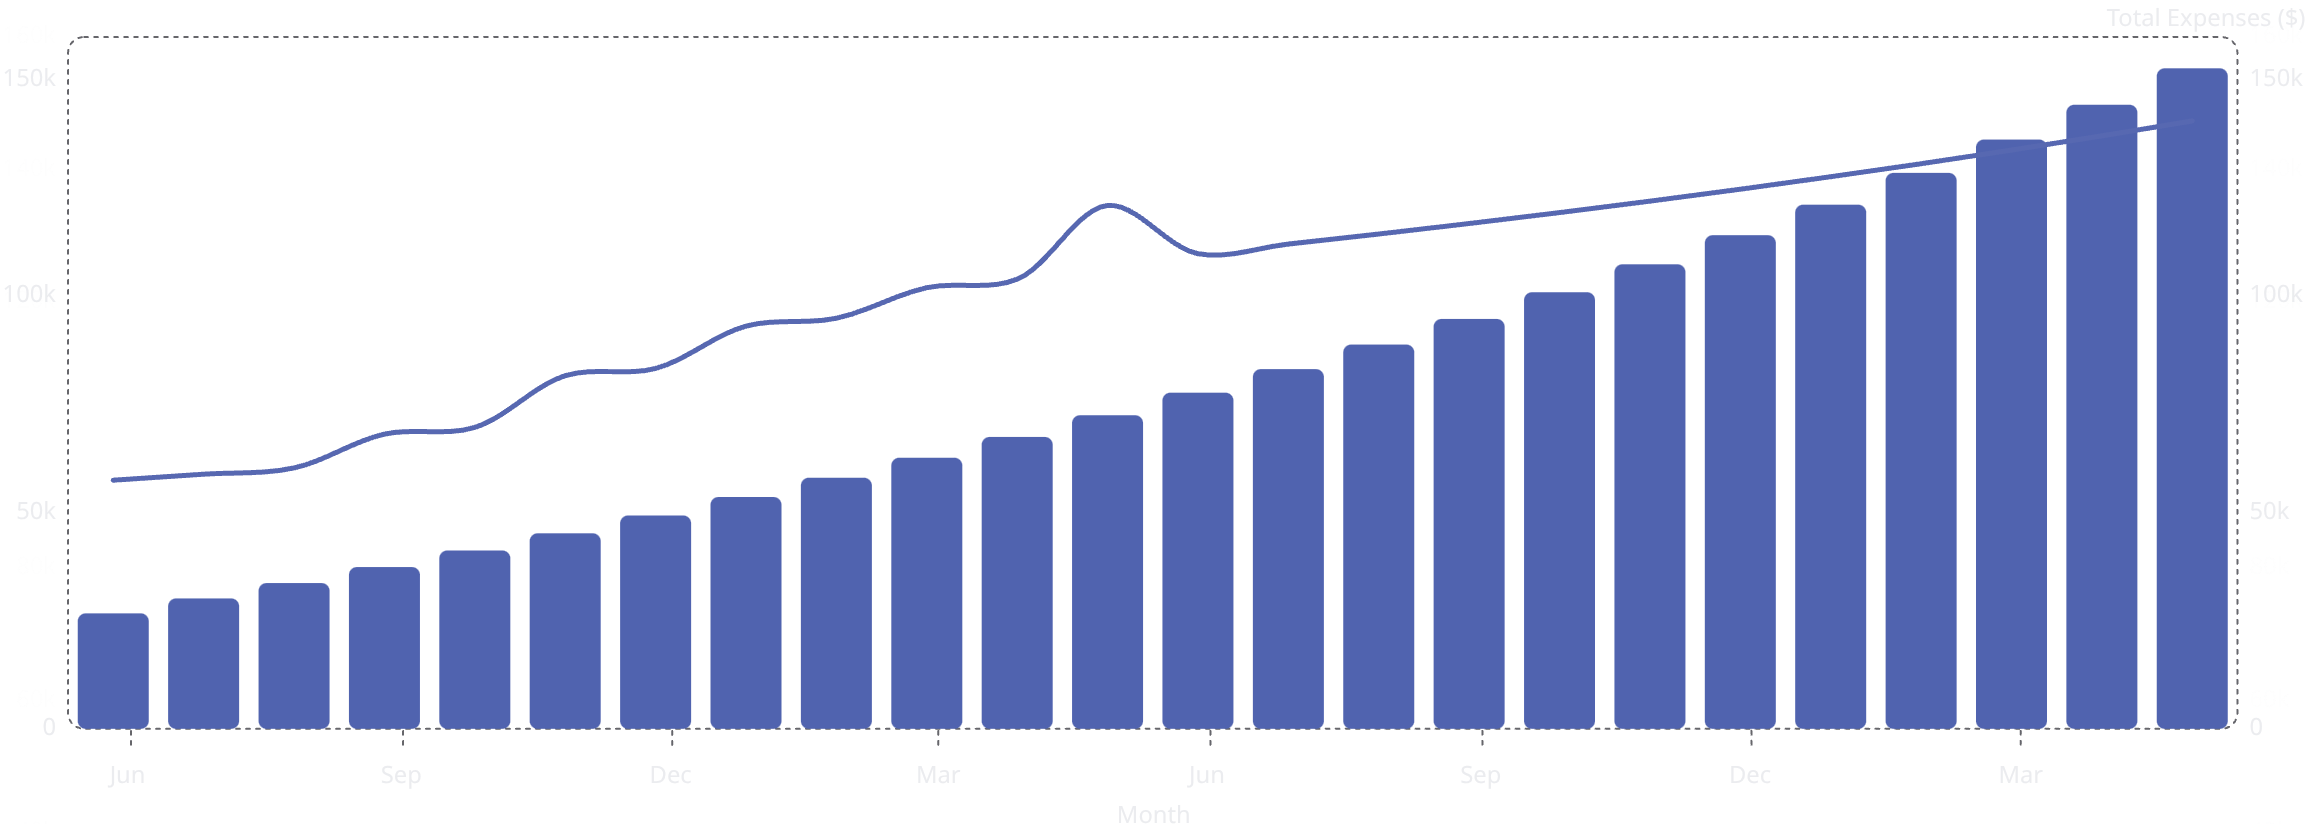 Total Expenses ($)
150k 150k
100k 100k
50k 50k
0 0
Jun Sep Dec Mar Jun Sep Dec Mar
Month